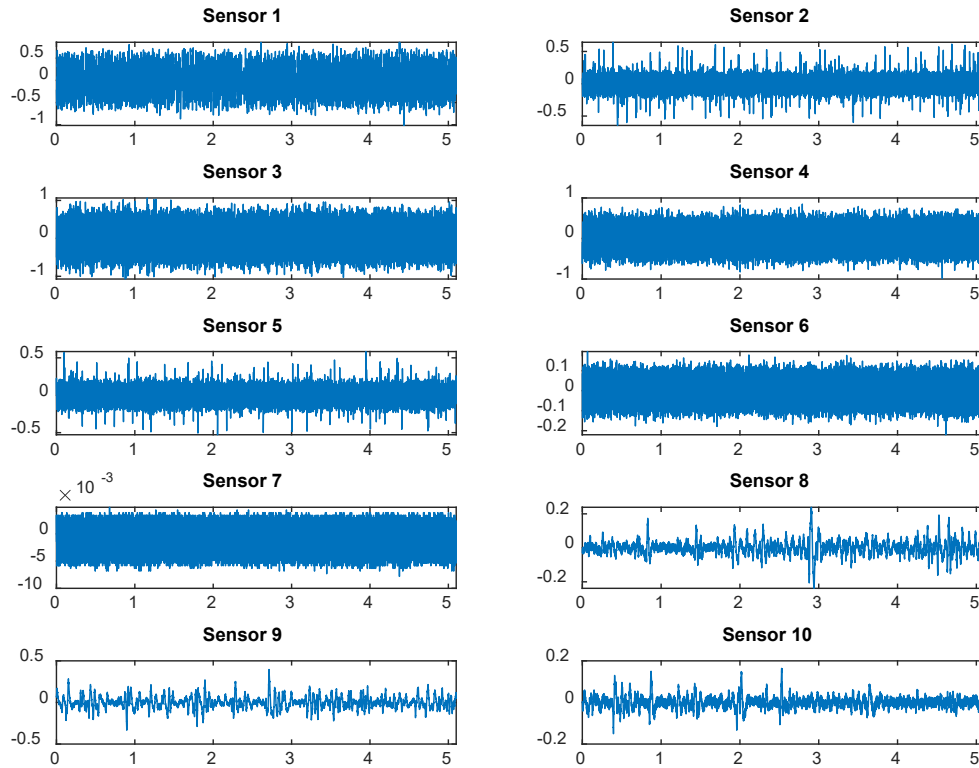 Sensor 1
0.5
0
-0.5
-1
0 1 2 3 4 5
Sensor 2
0.5
0
-0.5
0 1 2 3 4 5
Sensor 3
1
0
-1
0 1 2 3 4 5
Sensor 4
1
0
-1
0 1 2 3 4 5
Sensor 5
0.5
0
-0.5
0 1 2 3 4 5
Sensor 6
0.1
0
-0.1
-0.2
0 1 2 3 4 5
Sensor 7
× 10 -3
0
-5
-10
0 1 2 3 4 5
Sensor 8
0.2
0
-0.2
0 1 2 3 4 5
Sensor 9
0.5
0
-0.5
0 1 2 3 4 5
Sensor 10
0.2
0
-0.2
0 1 2 3 4 5